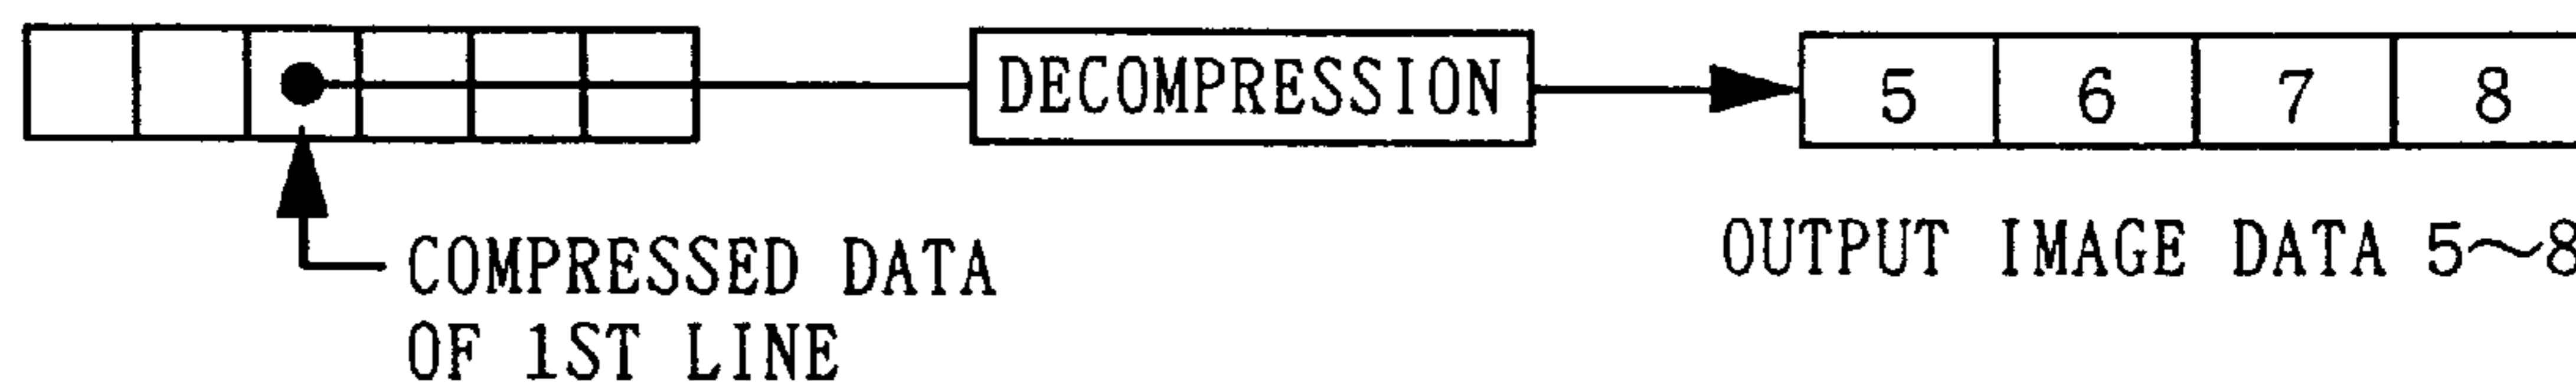 DECOMPRESSION
5 6 7 8
COMPRESSED DATA
OF 1ST LINE
OUTPUT IMAGE DATA 5~8